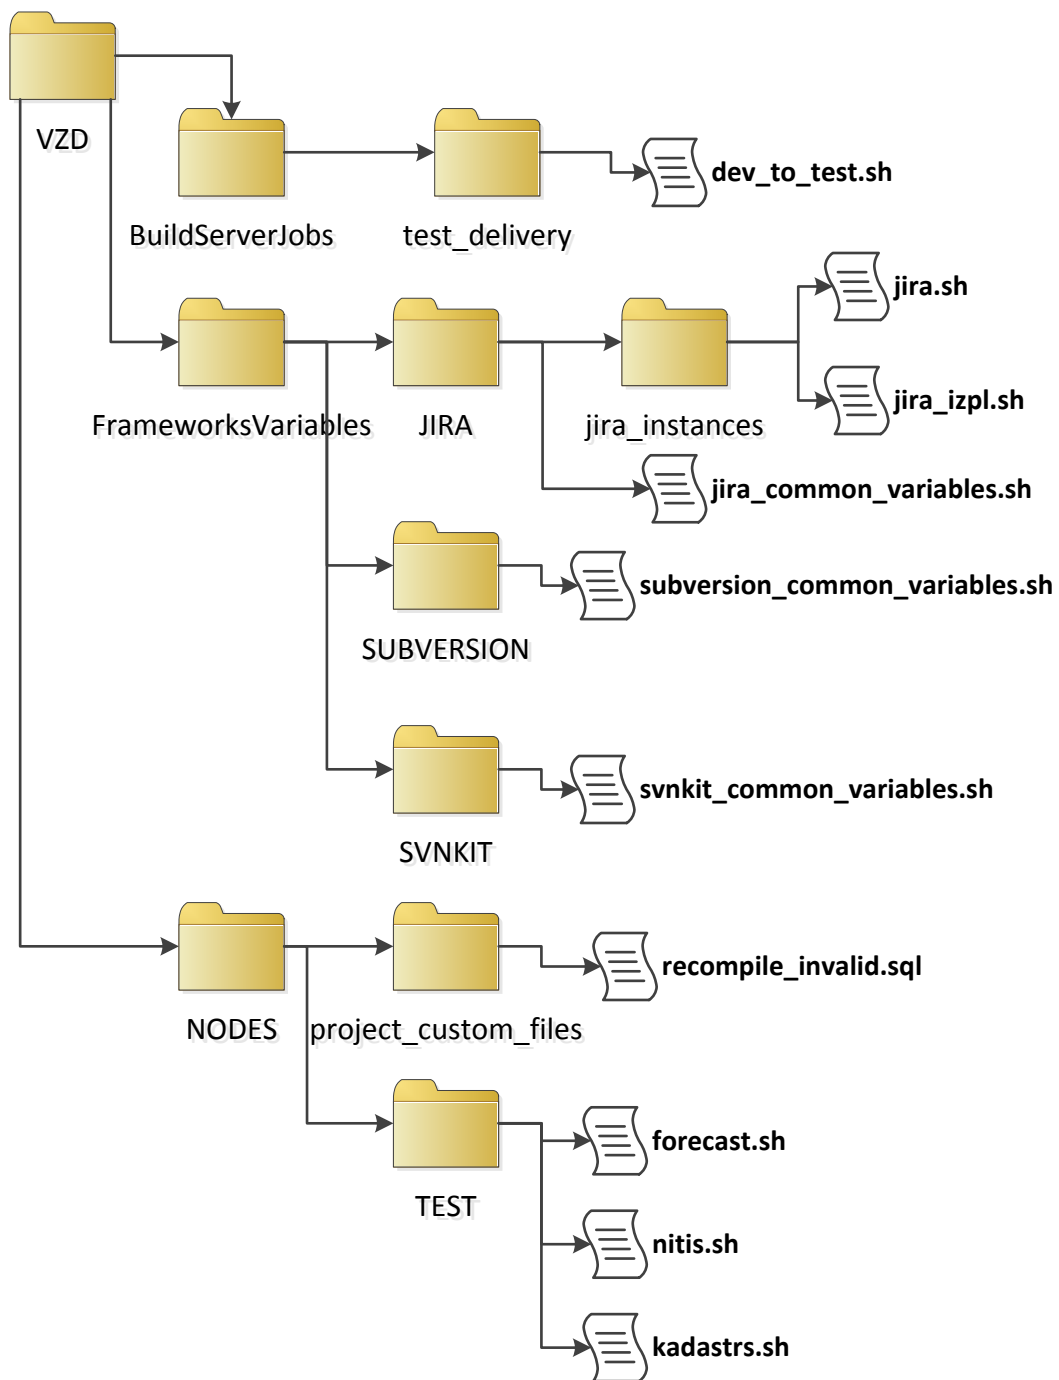 VZD
BuildServerJobs
test_delivery
dev_to_test.sh
FrameworksVariables
JIRA
jira_instances
jira.sh
jira_izpl.sh
jira_common_variables.sh
SUBVERSION
subversion_common_variables.sh
SVNKIT
svnkit_common_variables.sh
NODES
project_custom_files
recompile_invalid.sql
TEST
forecast.sh
nitis.sh
kadastrs.sh